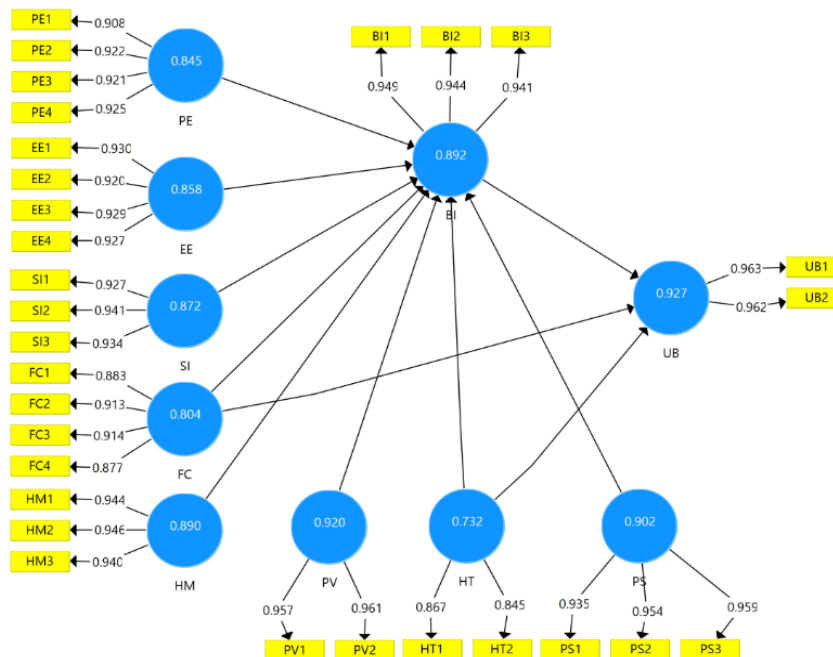 PE1
0.908
PE2
0.922
PE3
0.921
PE4
0.925
0.845
PE
EE1
0.930
EE2
0.920
EE3
0.929
EE4
0.927
0.858
EE
SI1
0.927
SI2
0.941
SI3
0.934
0.872
SI
FC1
0.883
FC2
0.913
FC3
0.914
FC4
0.877
0.804
FC
HM1
0.944
HM2
0.946
HM3
0.940
0.890
HM
BI1
BI2
BI3
0.949
0.944
0.941
0.892
BI
0.927
UB
0.963
UB1
0.962
UB2
0.920
PV
0.957
0.961
PV1
PV2
0.732
HT
0.867
0.845
HT1
HT2
0.902
PS
0.935
0.954
0.959
PS1
PS2
PS3